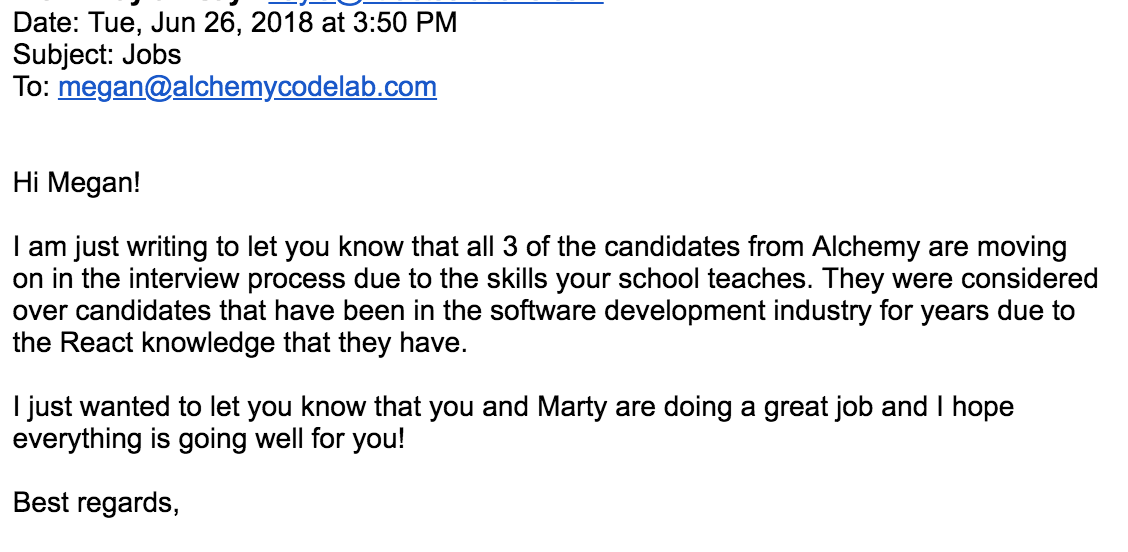 Date: Tue, Jun 26, 2018 at 3:50 PM
Subject: Jobs
To: megan@alchemycodelab.com
Hi Megan!
I am just writing to let you know that all 3 of the candidates from Alchemy are moving
on in the interview process due to the skills your school teaches. They were considered
over candidates that have been in the software development industry for years due to
the React knowledge that they have.
I just wanted to let you know that you and Marty are doing a great job and I hope
everything is going well for you!
Best regards,